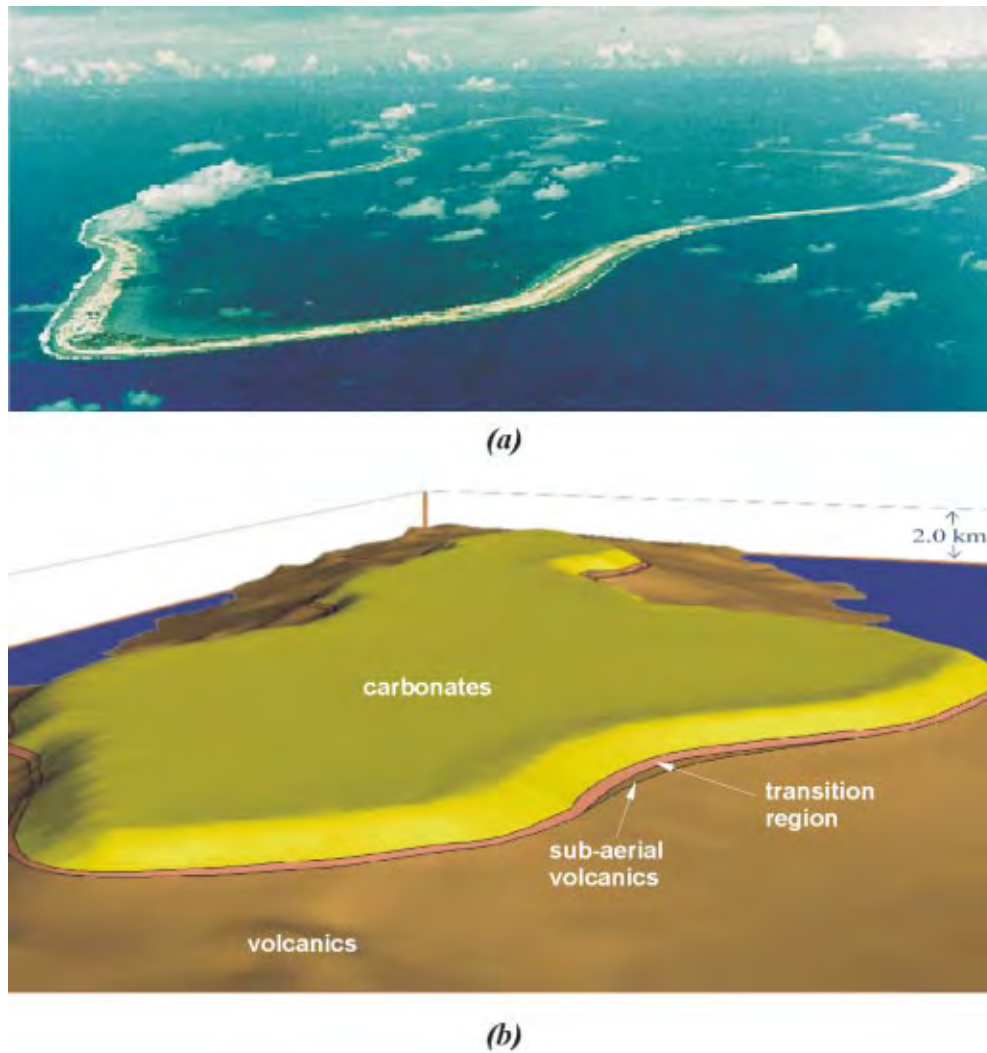 (a)
2.0 km
carbonates
transition
region
sub-aerial
volcanics
volcanics
(b)